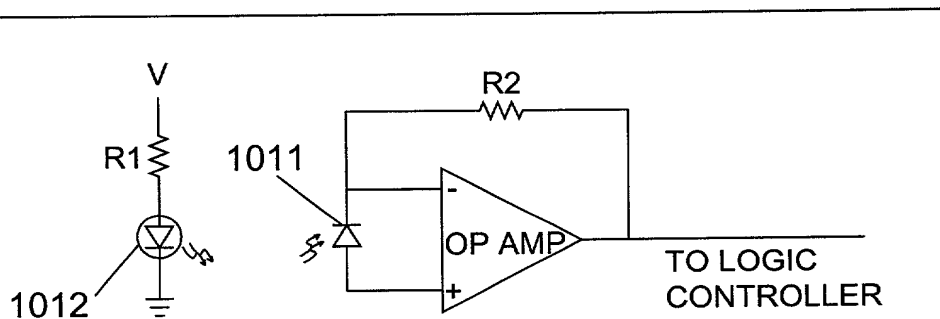 V
R2
R1
1011
-
OP AMP
+
1012
TO LOGIC
CONTROLLER